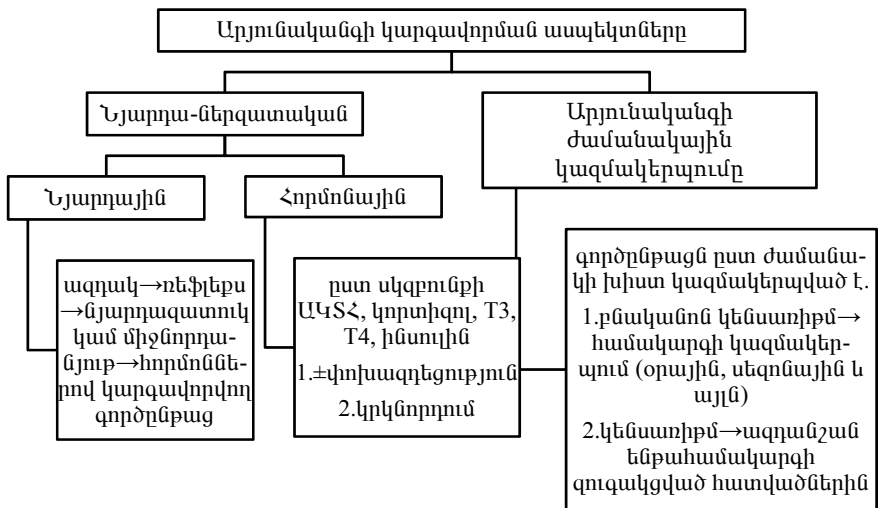 Արյունականգի կարգավորման ասպեկտները
Նյարդա-ներզատական
Արյունականգի
ժամանակային
կազմակերպումը
Նյարդային
Հորմոնային
ազդակ→ռեֆլեքս
→նյարդազատուկ
կամ միջնորդա-
նյութ→հորմոննե-
րով կարգավորվող
գործընթաց
ըստ սկզբունքի
ԱԿՏՀ, կորտիզոլ, T3,
T4, ինսուլին
1.±փոխազդեցություն
2.կրկնորդում
գործընթացն ըստ ժամանա-
կի խիստ կազմակերպված է.
1.բնականոն կենսառիթմ→
համակարգի կազմակեր-
պում (օրային, սեզոնային և
այլն)
2.կենսառիթմ→ազդանշան
ենթահամակարգի
զուգակցված հատվածներին